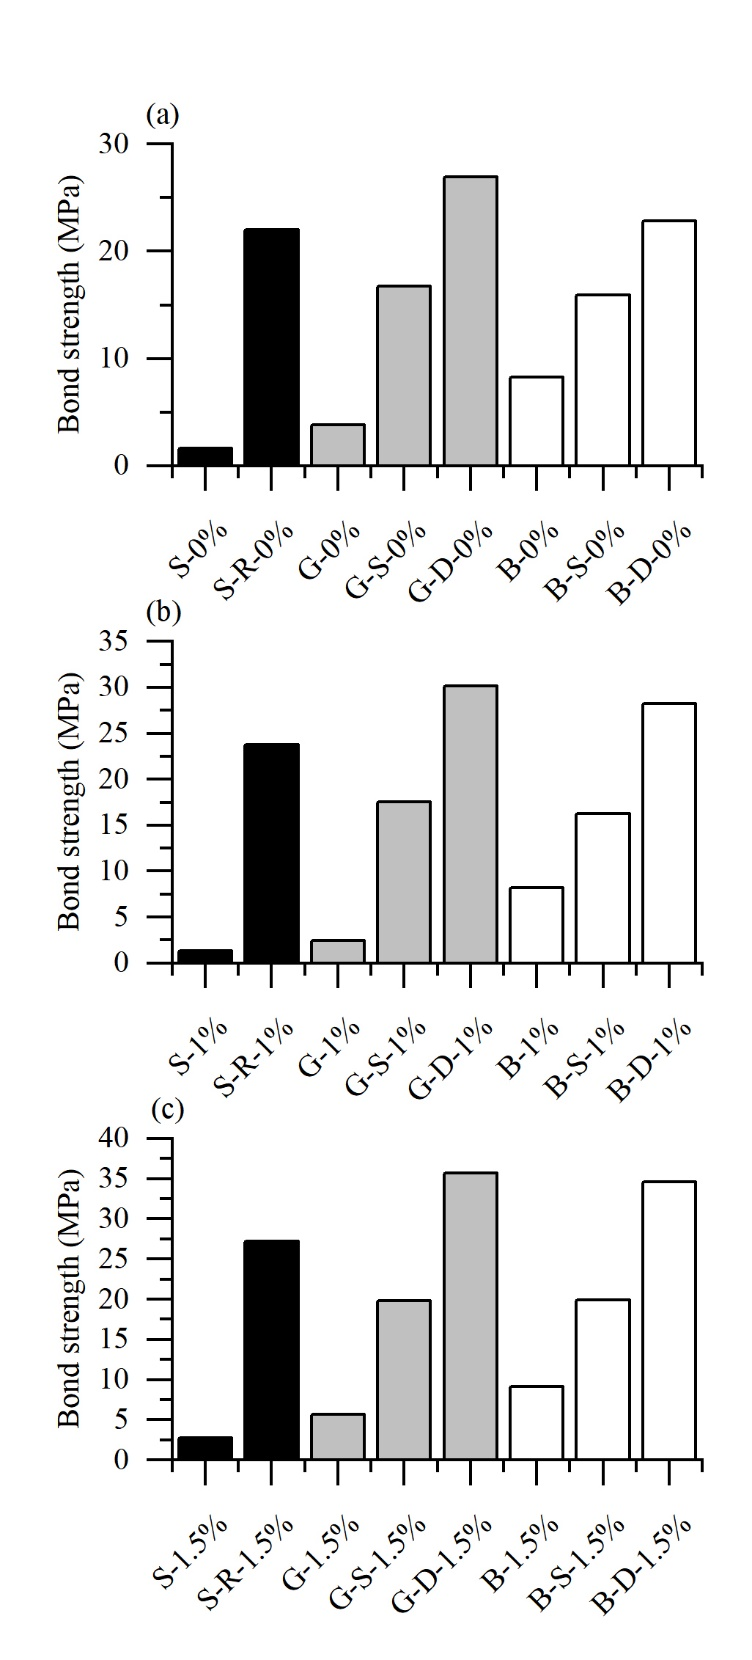 (a)
Bond strength (MPa)
30
20
10
0
S-0%
S-R-0%
G-0%
G-S-0%
G-D-0%
B-0%
B-S-0%
B-D-0%
(b)
Bond strength (MPa)
35
30
25
20
15
10
5
0
S-1%
S-R-1%
G-1%
G-S-1%
G-D-1%
B-1%
B-S-1%
B-D-1%
(c)
Bond strength (MPa)
40
35
30
25
20
15
10
5
0
S-1.5%
S-R-1.5%
G-1.5%
G-S-1.5%
G-D-1.5%
B-1.5%
B-S-1.5%
B-D-1.5%